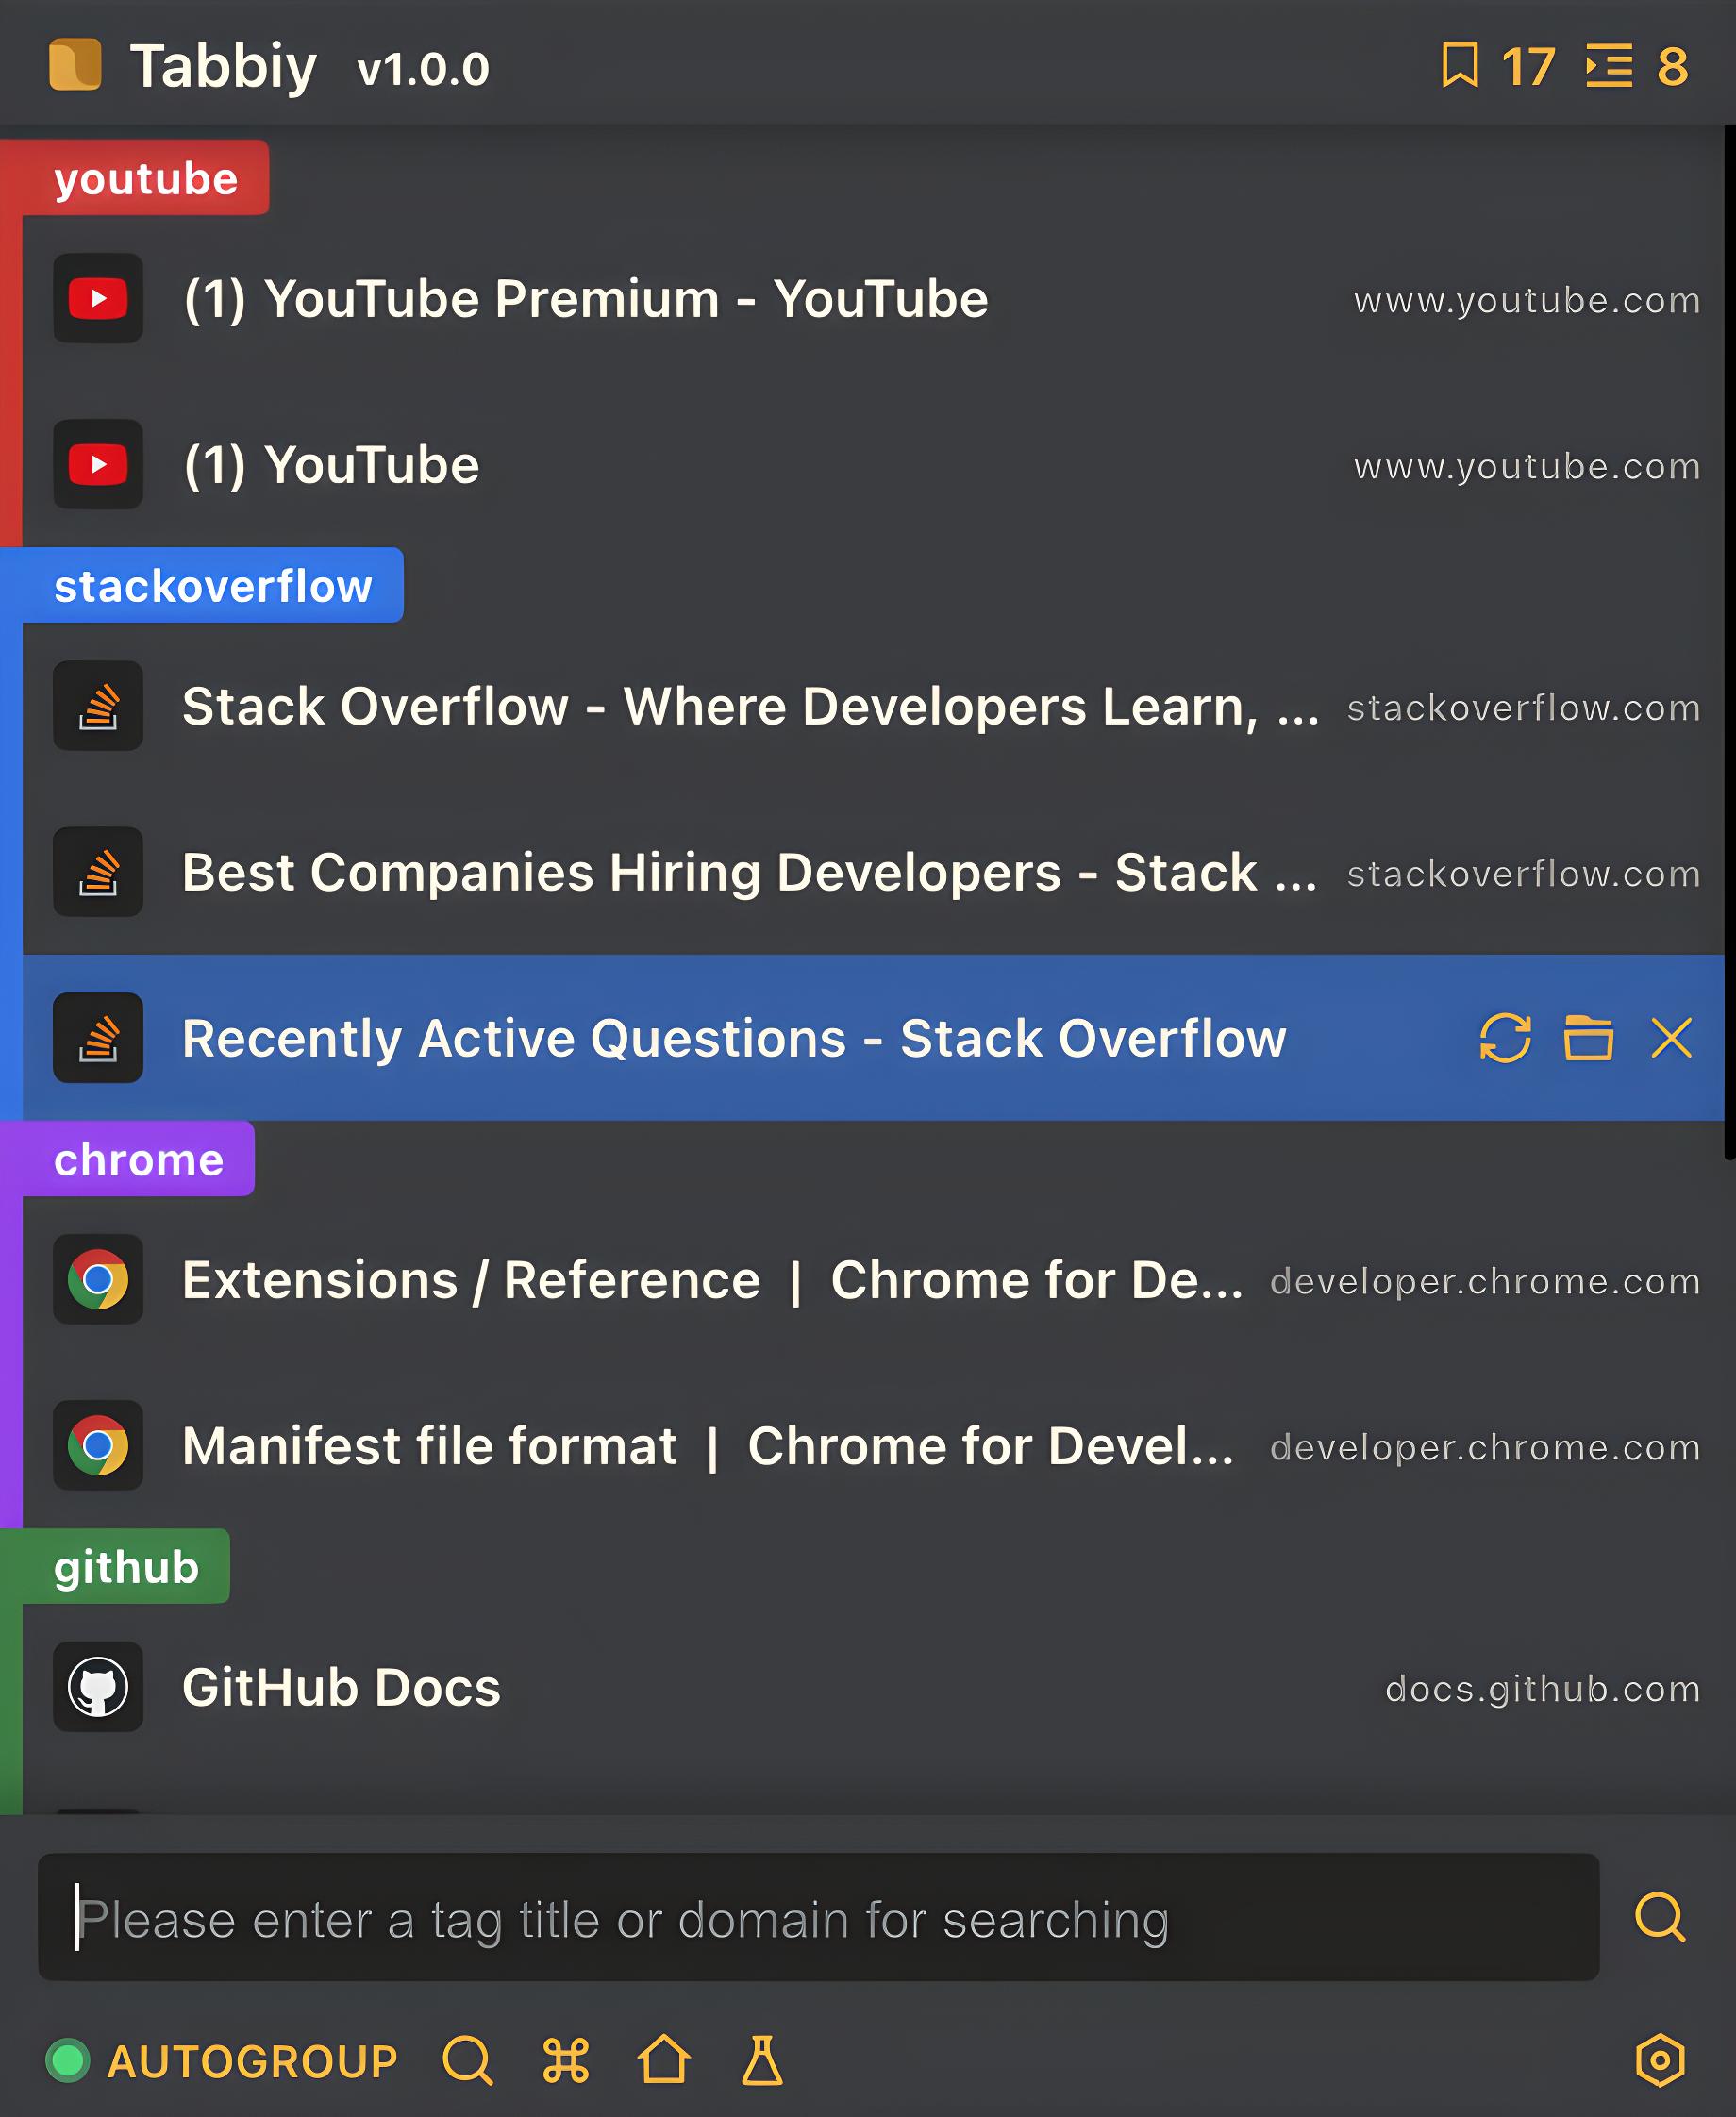 Tabbiy v1.0.0 17 8
youtube
(1) YouTube Premium - YouTube www.youtube.com
(1) YouTube www.youtube.com
stackoverflow
Stack Overflow - Where Developers Learn, ... stackoverflow.com
Best Companies Hiring Developers - Stack ... stackoverflow.com
Recently Active Questions - Stack Overflow
chrome
Extensions / Reference | Chrome for De... developer.chrome.com
Manifest file format | Chrome for Devel... developer.chrome.com
github
GitHub Docs docs.github.com
Please enter a tag title or domain for searching
AUTOGROUP